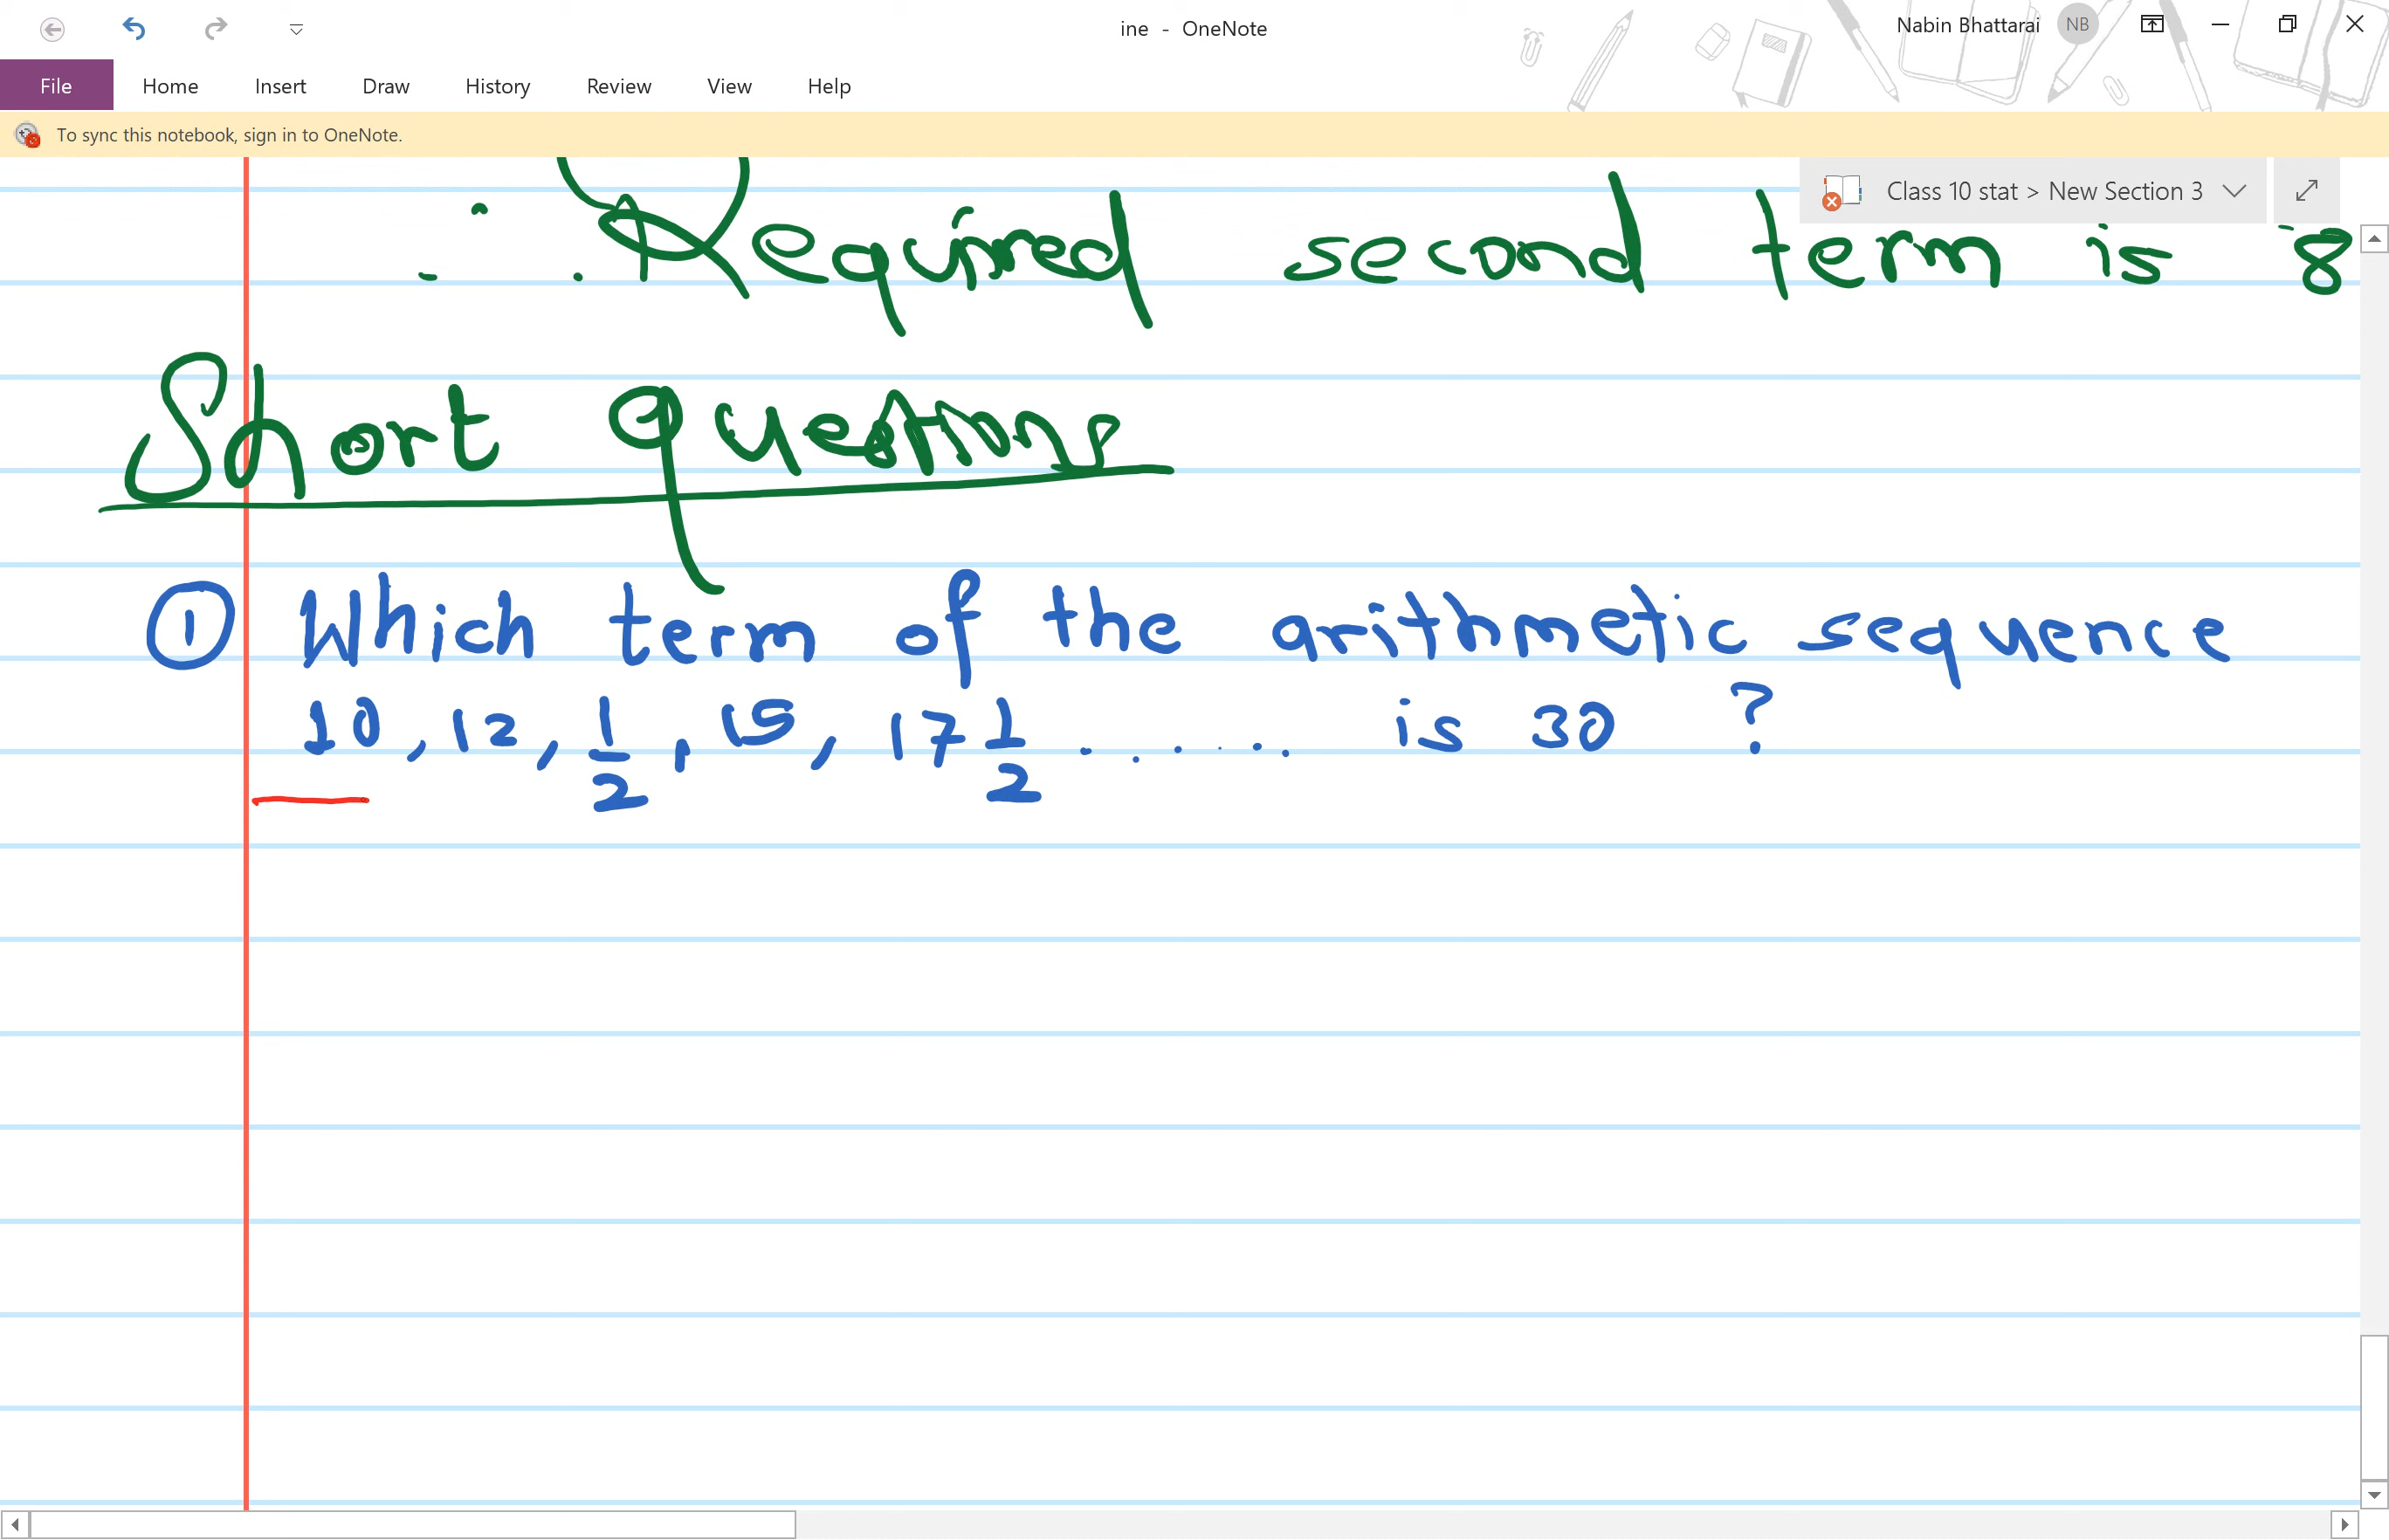 ine - OneNote
Nabin Bhattarai NB
File Home Insert Draw History Review View Help
To sync this notebook, sign in to OneNote.
Class 10 stat > New Section 3
∴ Required second term is 8
Short questions
① Which term of the arithmetic sequence
10, 12, 1/2, 15, 17 1/2 ...... is 30 ?